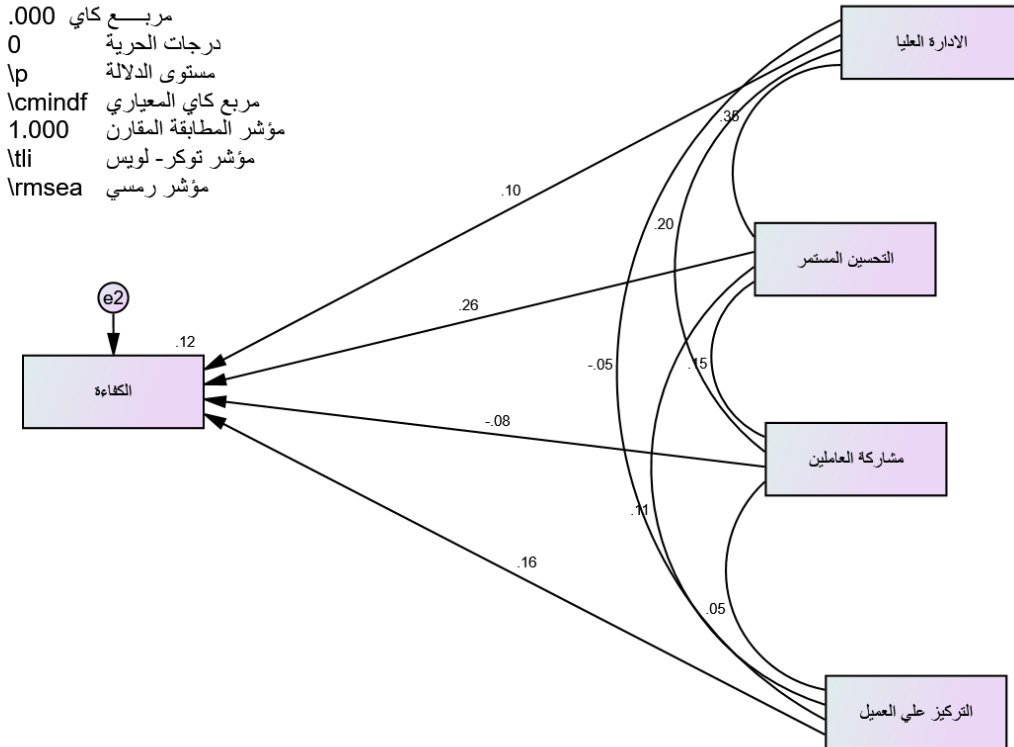 مربـــع كاي .000
درجات الحرية 0
مستوى الدلالة \p
مربع كاي المعياري \cmindf
مؤشر المطابقة المقارن 1.000
مؤشر توكر- لويس \tli
مؤشر رمسي \rmsea
الادارة العليا
.35
.10
.20
التحسين المستمر
.26
e2
.12
الكفاءة
-.05
.15
-.08
مشاركة العاملين
.11
.16
.05
التركيز علي العميل